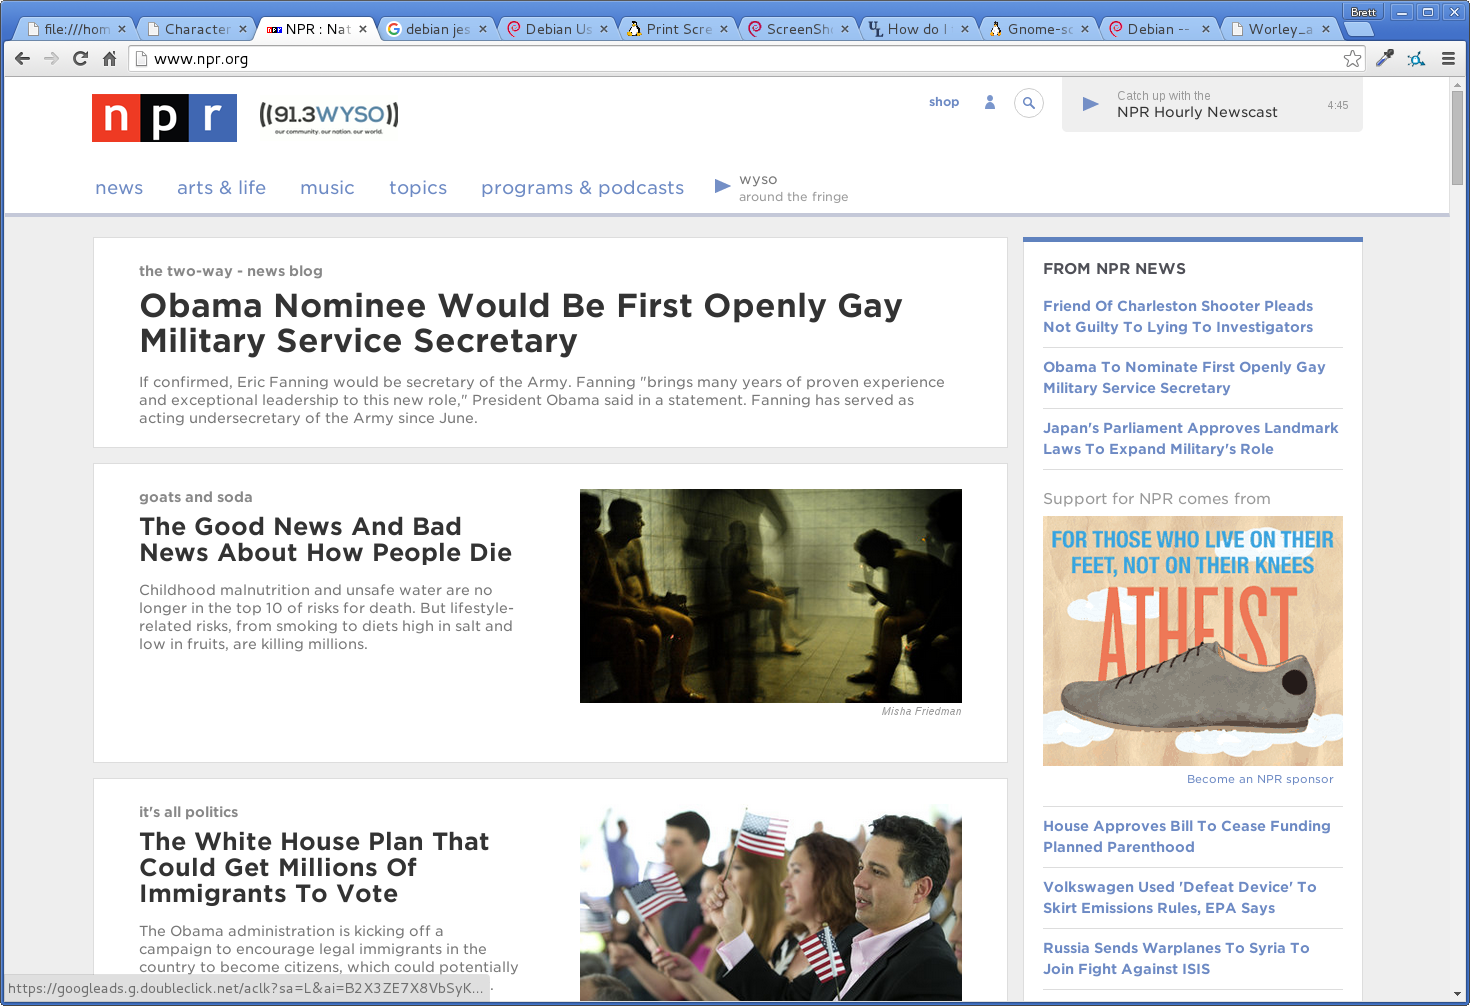 Brett
file:///hom
Character
NPR : Nat
debian jes
Debian Us
Print Scre
ScreenSho
How do I
Gnome-sc
Debian --
Worley_a
www.npr.org
npr
((91.3WYSO))
our community. our nation. our world.
shop
Catch up with the
NPR Hourly Newscast
4:45
news
arts & life
music
topics
programs & podcasts
wyso
around the fringe
the two-way - news blog
Obama Nominee Would Be First Openly Gay
Military Service Secretary
If confirmed, Eric Fanning would be secretary of the Army. Fanning "brings many years of proven experience
and exceptional leadership to this new role," President Obama said in a statement. Fanning has served as
acting undersecretary of the Army since June.
goats and soda
The Good News And Bad
News About How People Die
Childhood malnutrition and unsafe water are no
longer in the top 10 of risks for death. But lifestyle-
related risks, from smoking to diets high in salt and
low in fruits, are killing millions.
Misha Friedman
it's all politics
The White House Plan That
Could Get Millions Of
Immigrants To Vote
The Obama administration is kicking off a
campaign to encourage legal immigrants in the
country to become citizens, which could potentially
https://googleads.g.doubleclick.net/aclk?sa=L&ai=B2X3ZE7X8VbSyK...
FROM NPR NEWS
Friend Of Charleston Shooter Pleads
Not Guilty To Lying To Investigators
Obama To Nominate First Openly Gay
Military Service Secretary
Japan's Parliament Approves Landmark
Laws To Expand Military's Role
Support for NPR comes from
FOR THOSE WHO LIVE ON THEIR
FEET, NOT ON THEIR KNEES
ATHEIST
Become an NPR sponsor
House Approves Bill To Cease Funding
Planned Parenthood
Volkswagen Used 'Defeat Device' To
Skirt Emissions Rules, EPA Says
Russia Sends Warplanes To Syria To
Join Fight Against ISIS